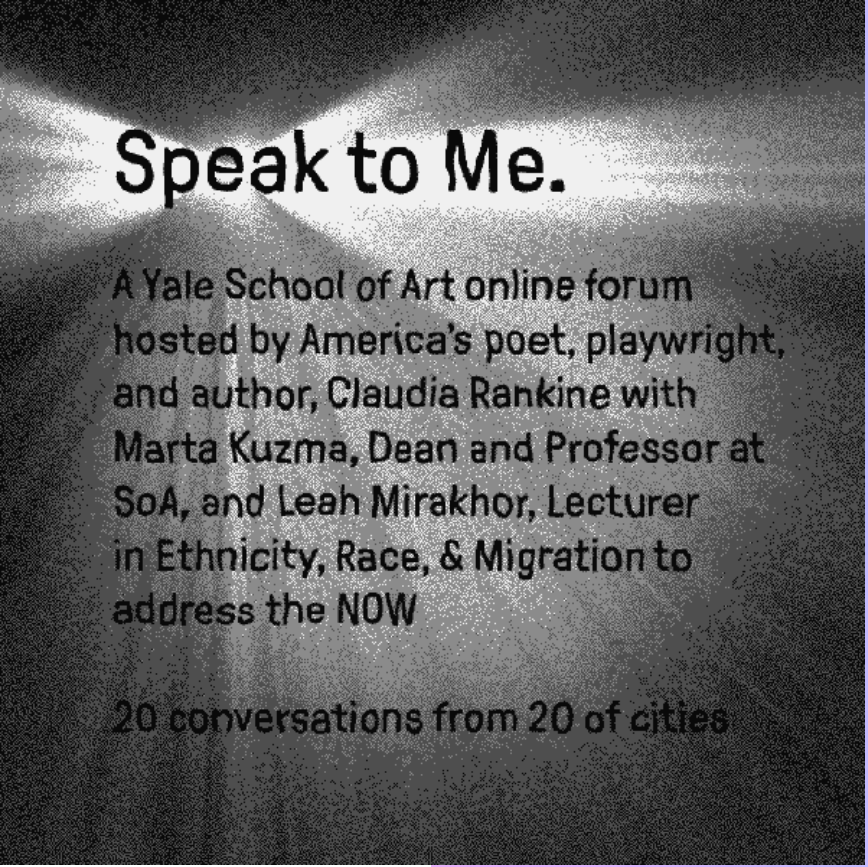 Speak to Me.
A Yale School of Art online forum
hosted by America's poet, playwright,
and author, Claudia Rankine with
Marta Kuzma, Dean and Professor at
SoA, and Leah Mirakhor, Lecturer
in Ethnicity, Race, & Migration to
address the NOW
20 conversations from 20 of cities